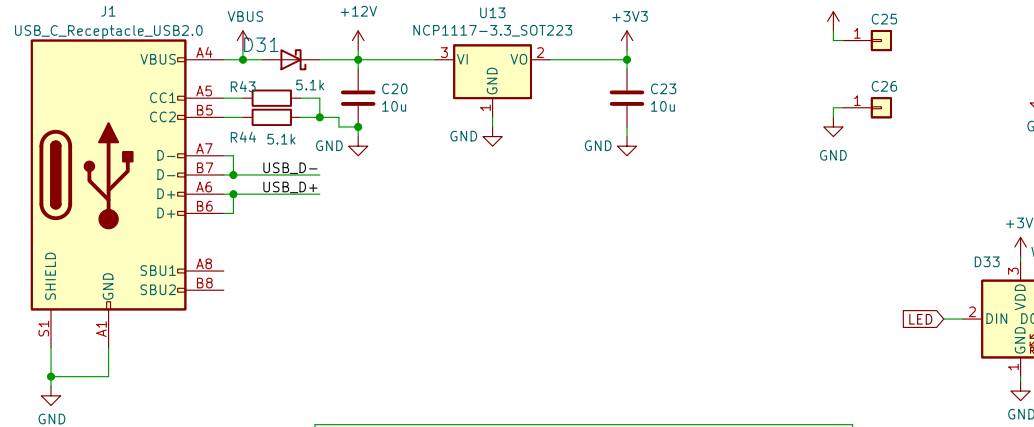 J1
USB_C_Receptacle_USB2.0
VBUS
A4
CC1
A5
CC2
B5
D-
A7
D-
B7
D+
A6
D+
B6
SBU1
A8
SBU2
B8
SHIELD
GND
S1
A1
GND
VBUS
D31
R43
5.1k
R44
5.1k
USB_D-
USB_D+
+12V
C20
10u
GND
U13
NCP1117-3.3_SOT223
3
VI
VO
2
GND
1
GND
+3V3
C23
10u
GND
C25
1
C26
1
GND
+3V
D33
3
VDD
LED
2
DIN
GND
1
GND